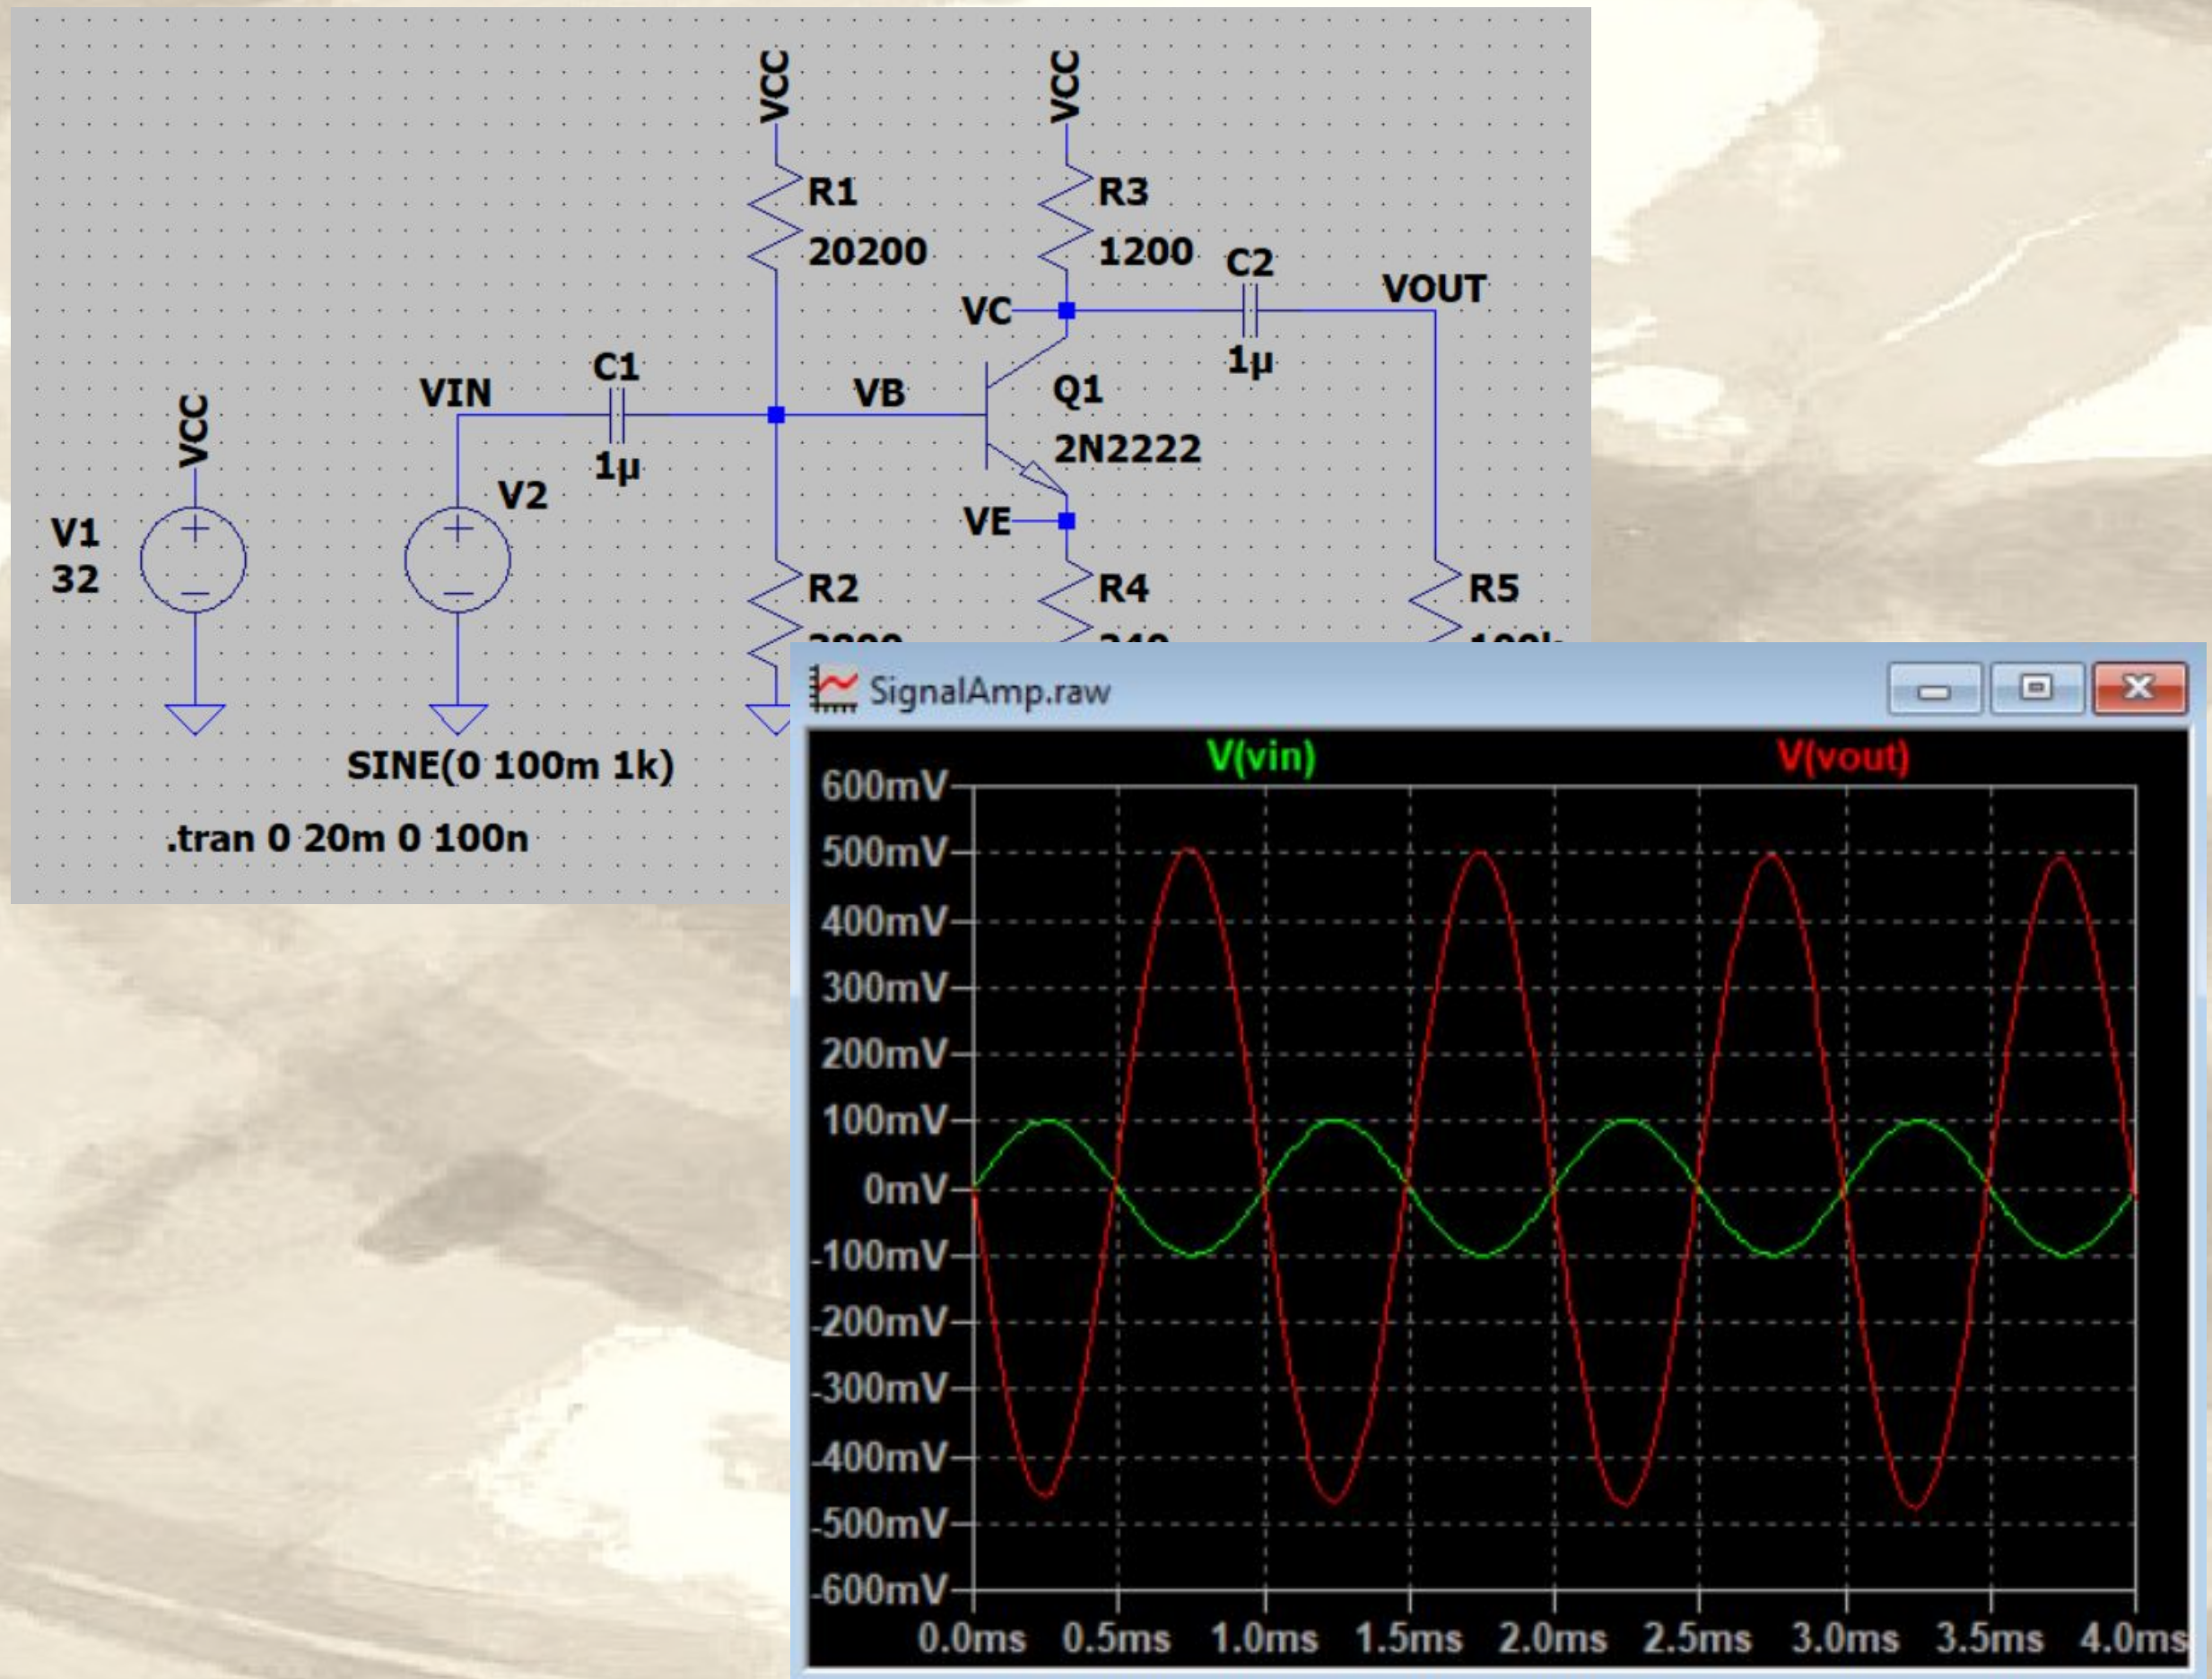 VCC
VCC
R1
20200
R3
1200
C2
1µ
VOUT
VC
C1
1µ
VIN
VB
Q1
2N2222
VCC
V1
32
V2
VE
R2
R4
R5
SINE(0 100m 1k)
.tran 0 20m 0 100n
SignalAmp.raw
V(vin)
V(vout)
600mV
500mV
400mV
300mV
200mV
100mV
0mV
-100mV
-200mV
-300mV
-400mV
-500mV
-600mV
0.0ms 0.5ms 1.0ms 1.5ms 2.0ms 2.5ms 3.0ms 3.5ms 4.0ms